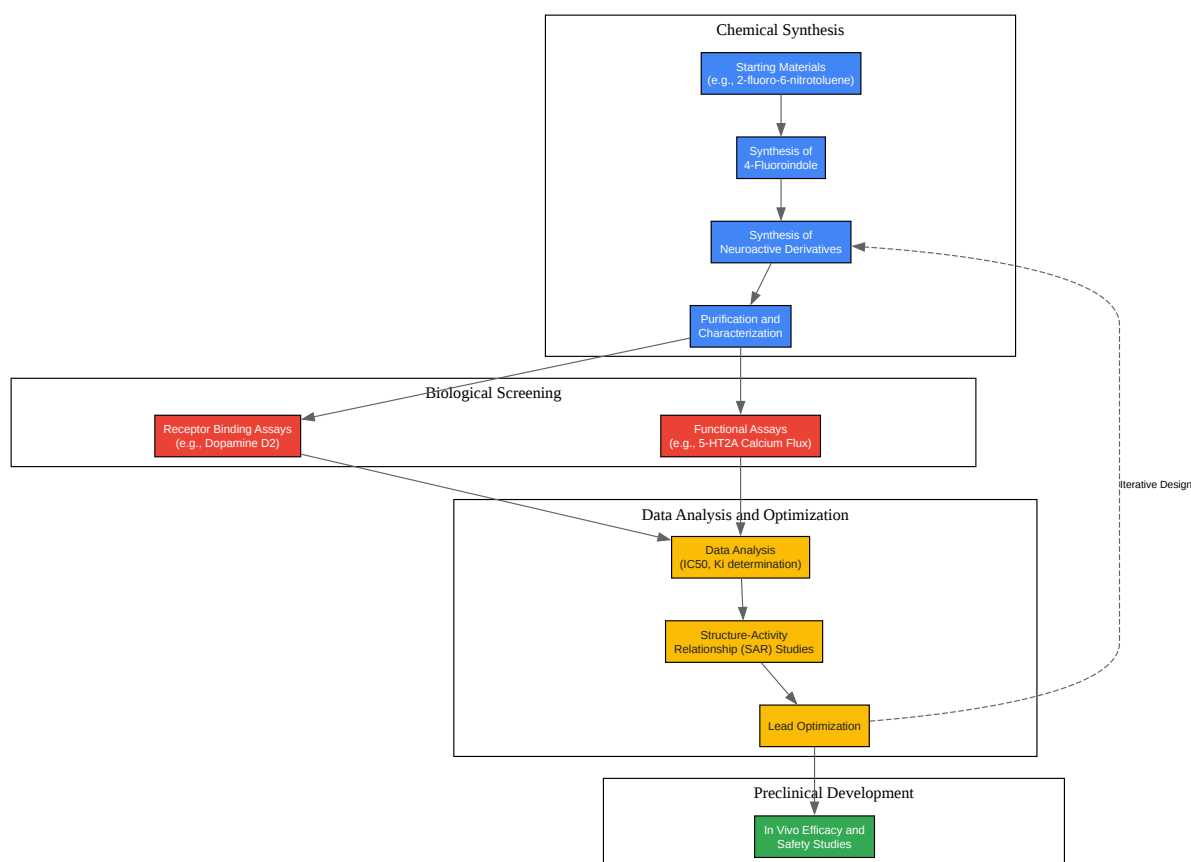 Chemical Synthesis
Starting Materials
(e.g., 2-fluoro-6-nitrotoluene)
Synthesis of
4-Fluoroindole
Synthesis of
Neuroactive Derivatives
Purification and
Characterization
Biological Screening
Receptor Binding Assays
(e.g., Dopamine D2)
Functional Assays
(e.g., 5-HT2A Calcium Flux)
Iterative Design
Data Analysis and Optimization
Data Analysis
(IC50, Ki determination)
Structure-Activity
Relationship (SAR) Studies
Lead Optimization
Preclinical Development
In Vivo Efficacy and
Safety Studies